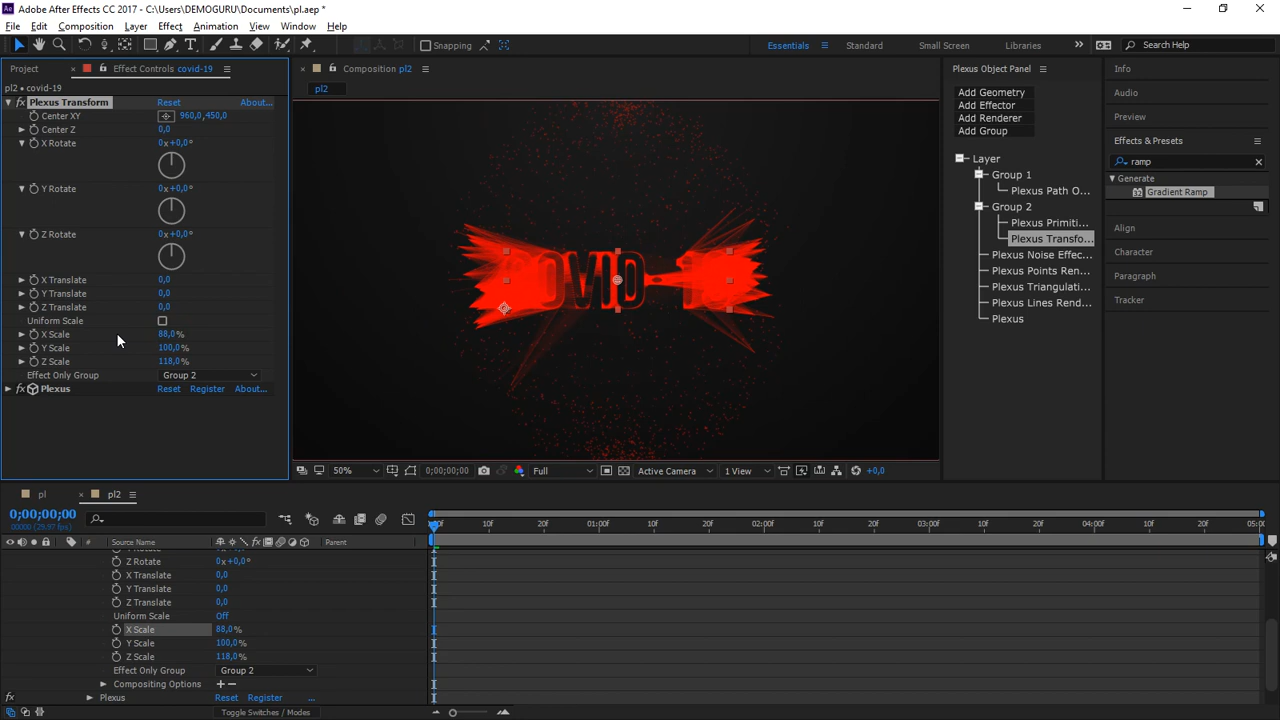 Adobe After Effects CC 2017 - C:\Users\DEMOGURU\Documents\pl.aep *
File Edit Composition Layer Effect Animation View Window Help
Snapping
Essentials Standard Small Screen Libraries Search Help
Project Effect Controls covid-19
Composition pl2
Plexus Object Panel
Info
pl2 • covid-19
pl2
Plexus Transform Reset About...
Center XY 960,0,450,0
Center Z 0,0
X Rotate 0x+0,0°
Y Rotate 0x+0,0°
Z Rotate 0x+0,0°
X Translate 0,0
Y Translate 0,0
Z Translate 0,0
Uniform Scale
X Scale 88,0%
Y Scale 100,0%
Z Scale 118,0%
Effect Only Group Group 2
Plexus Reset Register About...
COVID
50% 0;00;00;00 Full Active Camera 1 View +0,0
Add Geometry
Add Effector
Add Renderer
Add Group
Layer
Group 1
Plexus Path O...
Group 2
Plexus Primiti...
Plexus Transfo...
Plexus Noise Effec...
Plexus Points Ren...
Plexus Triangulati...
Plexus Lines Rend...
Plexus
Audio
Preview
Effects & Presets
ramp
Generate
Gradient Ramp
Align
Character
Paragraph
Tracker
pl pl2
0;00;00;00
00000 (29.97 fps)
# Source Name Parent
10f 20f 01:00f 10f 20f 02:00f 10f 20f 03:00f 10f 20f 04:00f 10f 20f
Z Rotate 0x+0,0°
X Translate 0,0
Y Translate 0,0
Z Translate 0,0
Uniform Scale Off
X Scale 88,0%
Y Scale 100,0%
Z Scale 118,0%
Effect Only Group Group 2
Compositing Options + −
fx Plexus Reset Register ...
Toggle Switches / Modes